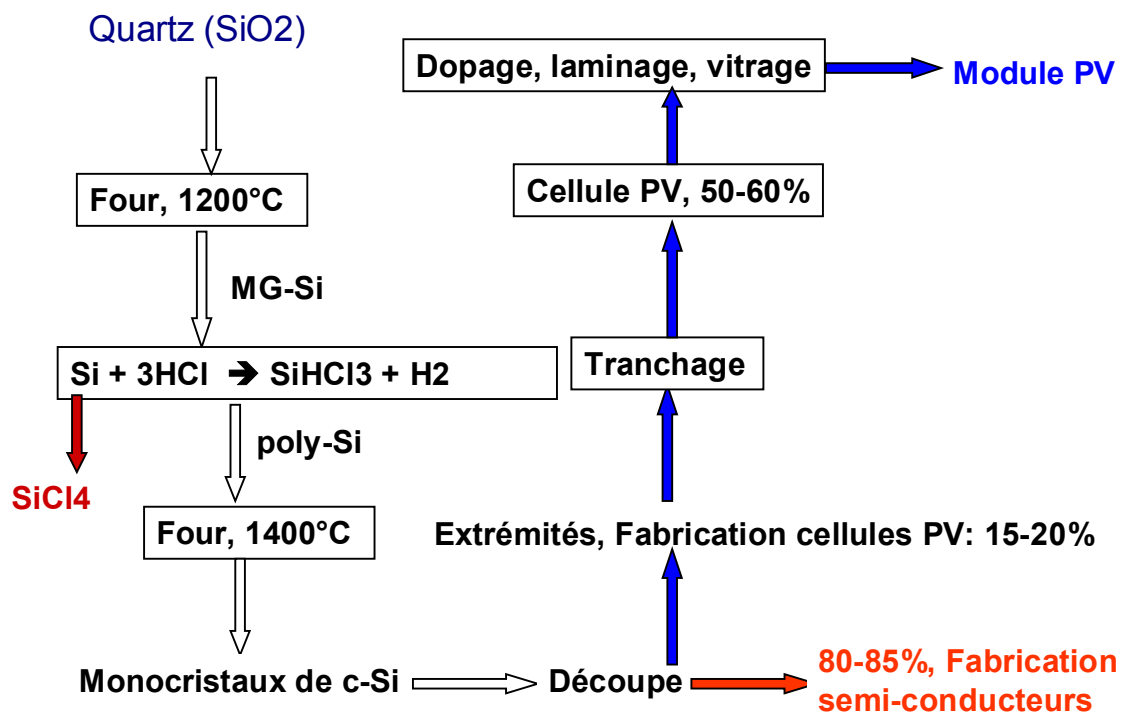 Quartz (SiO2)
Four, 1200°C
MG-Si
Si + 3HCl ➔ SiHCl3 + H2
SiCl4
poly-Si
Four, 1400°C
Monocristaux de c-Si
Découpe
80-85%, Fabrication
semi-conducteurs
Extrémités, Fabrication cellules PV: 15-20%
Tranchage
Cellule PV, 50-60%
Dopage, laminage, vitrage
Module PV